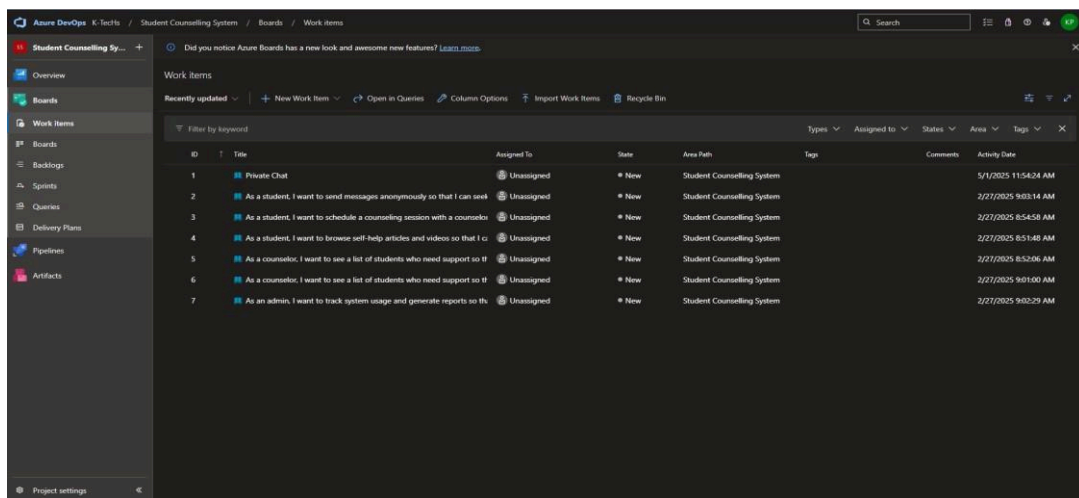 Azure DevOps K-TecHs / Student Counselling System / Boards / Work items Search KP
Student Counselling Sy... + Did you notice Azure Boards has a new look and awesome new features? Learn more.
Overview
Boards
Work items
Boards
Backlogs
Sprints
Queries
Delivery Plans
Pipelines
Artifacts
Project settings
Work items
Recently updated New Work Item Open in Queries Column Options Import Work Items Recycle Bin
Filter by keyword Types Assigned to States Area Tags
ID Title Assigned To State Area Path Tags Comments Activity Date
1 Private Chat Unassigned New Student Counselling System 5/1/2025 11:54:24 AM
2 As a student, I want to send messages anonymously so that I can seek Unassigned New Student Counselling System 2/27/2025 9:03:14 AM
3 As a student, I want to schedule a counseling session with a counselor Unassigned New Student Counselling System 2/27/2025 8:54:58 AM
4 As a student, I want to browse self-help articles and videos so that I ca Unassigned New Student Counselling System 2/27/2025 8:51:48 AM
5 As a counselor, I want to see a list of students who need support so th Unassigned New Student Counselling System 2/27/2025 8:52:06 AM
6 As a counselor, I want to see a list of students who need support so th Unassigned New Student Counselling System 2/27/2025 9:01:00 AM
7 As an admin, I want to track system usage and generate reports so tha Unassigned New Student Counselling System 2/27/2025 9:02:29 AM